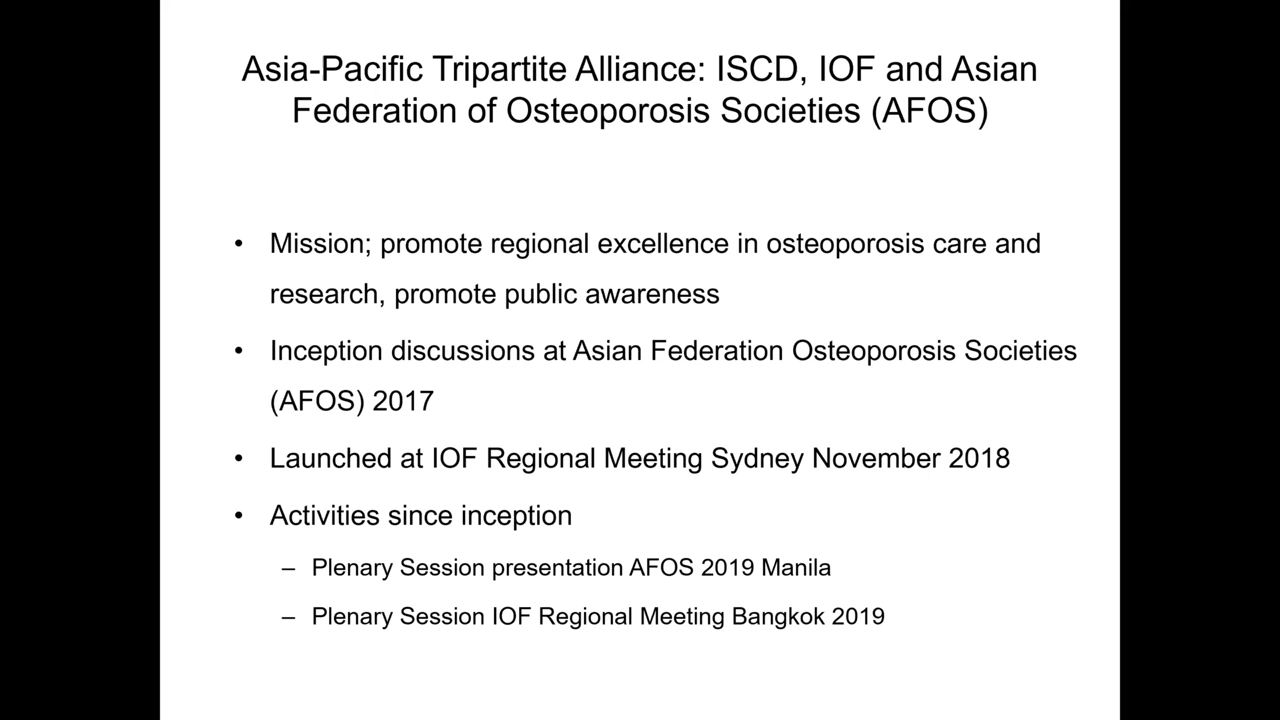 Asia-Pacific Tripartite Alliance: ISCD, IOF and Asian
Federation of Osteoporosis Societies (AFOS)
• Mission; promote regional excellence in osteoporosis care and
research, promote public awareness
• Inception discussions at Asian Federation Osteoporosis Societies
(AFOS) 2017
• Launched at IOF Regional Meeting Sydney November 2018
• Activities since inception
– Plenary Session presentation AFOS 2019 Manila
– Plenary Session IOF Regional Meeting Bangkok 2019